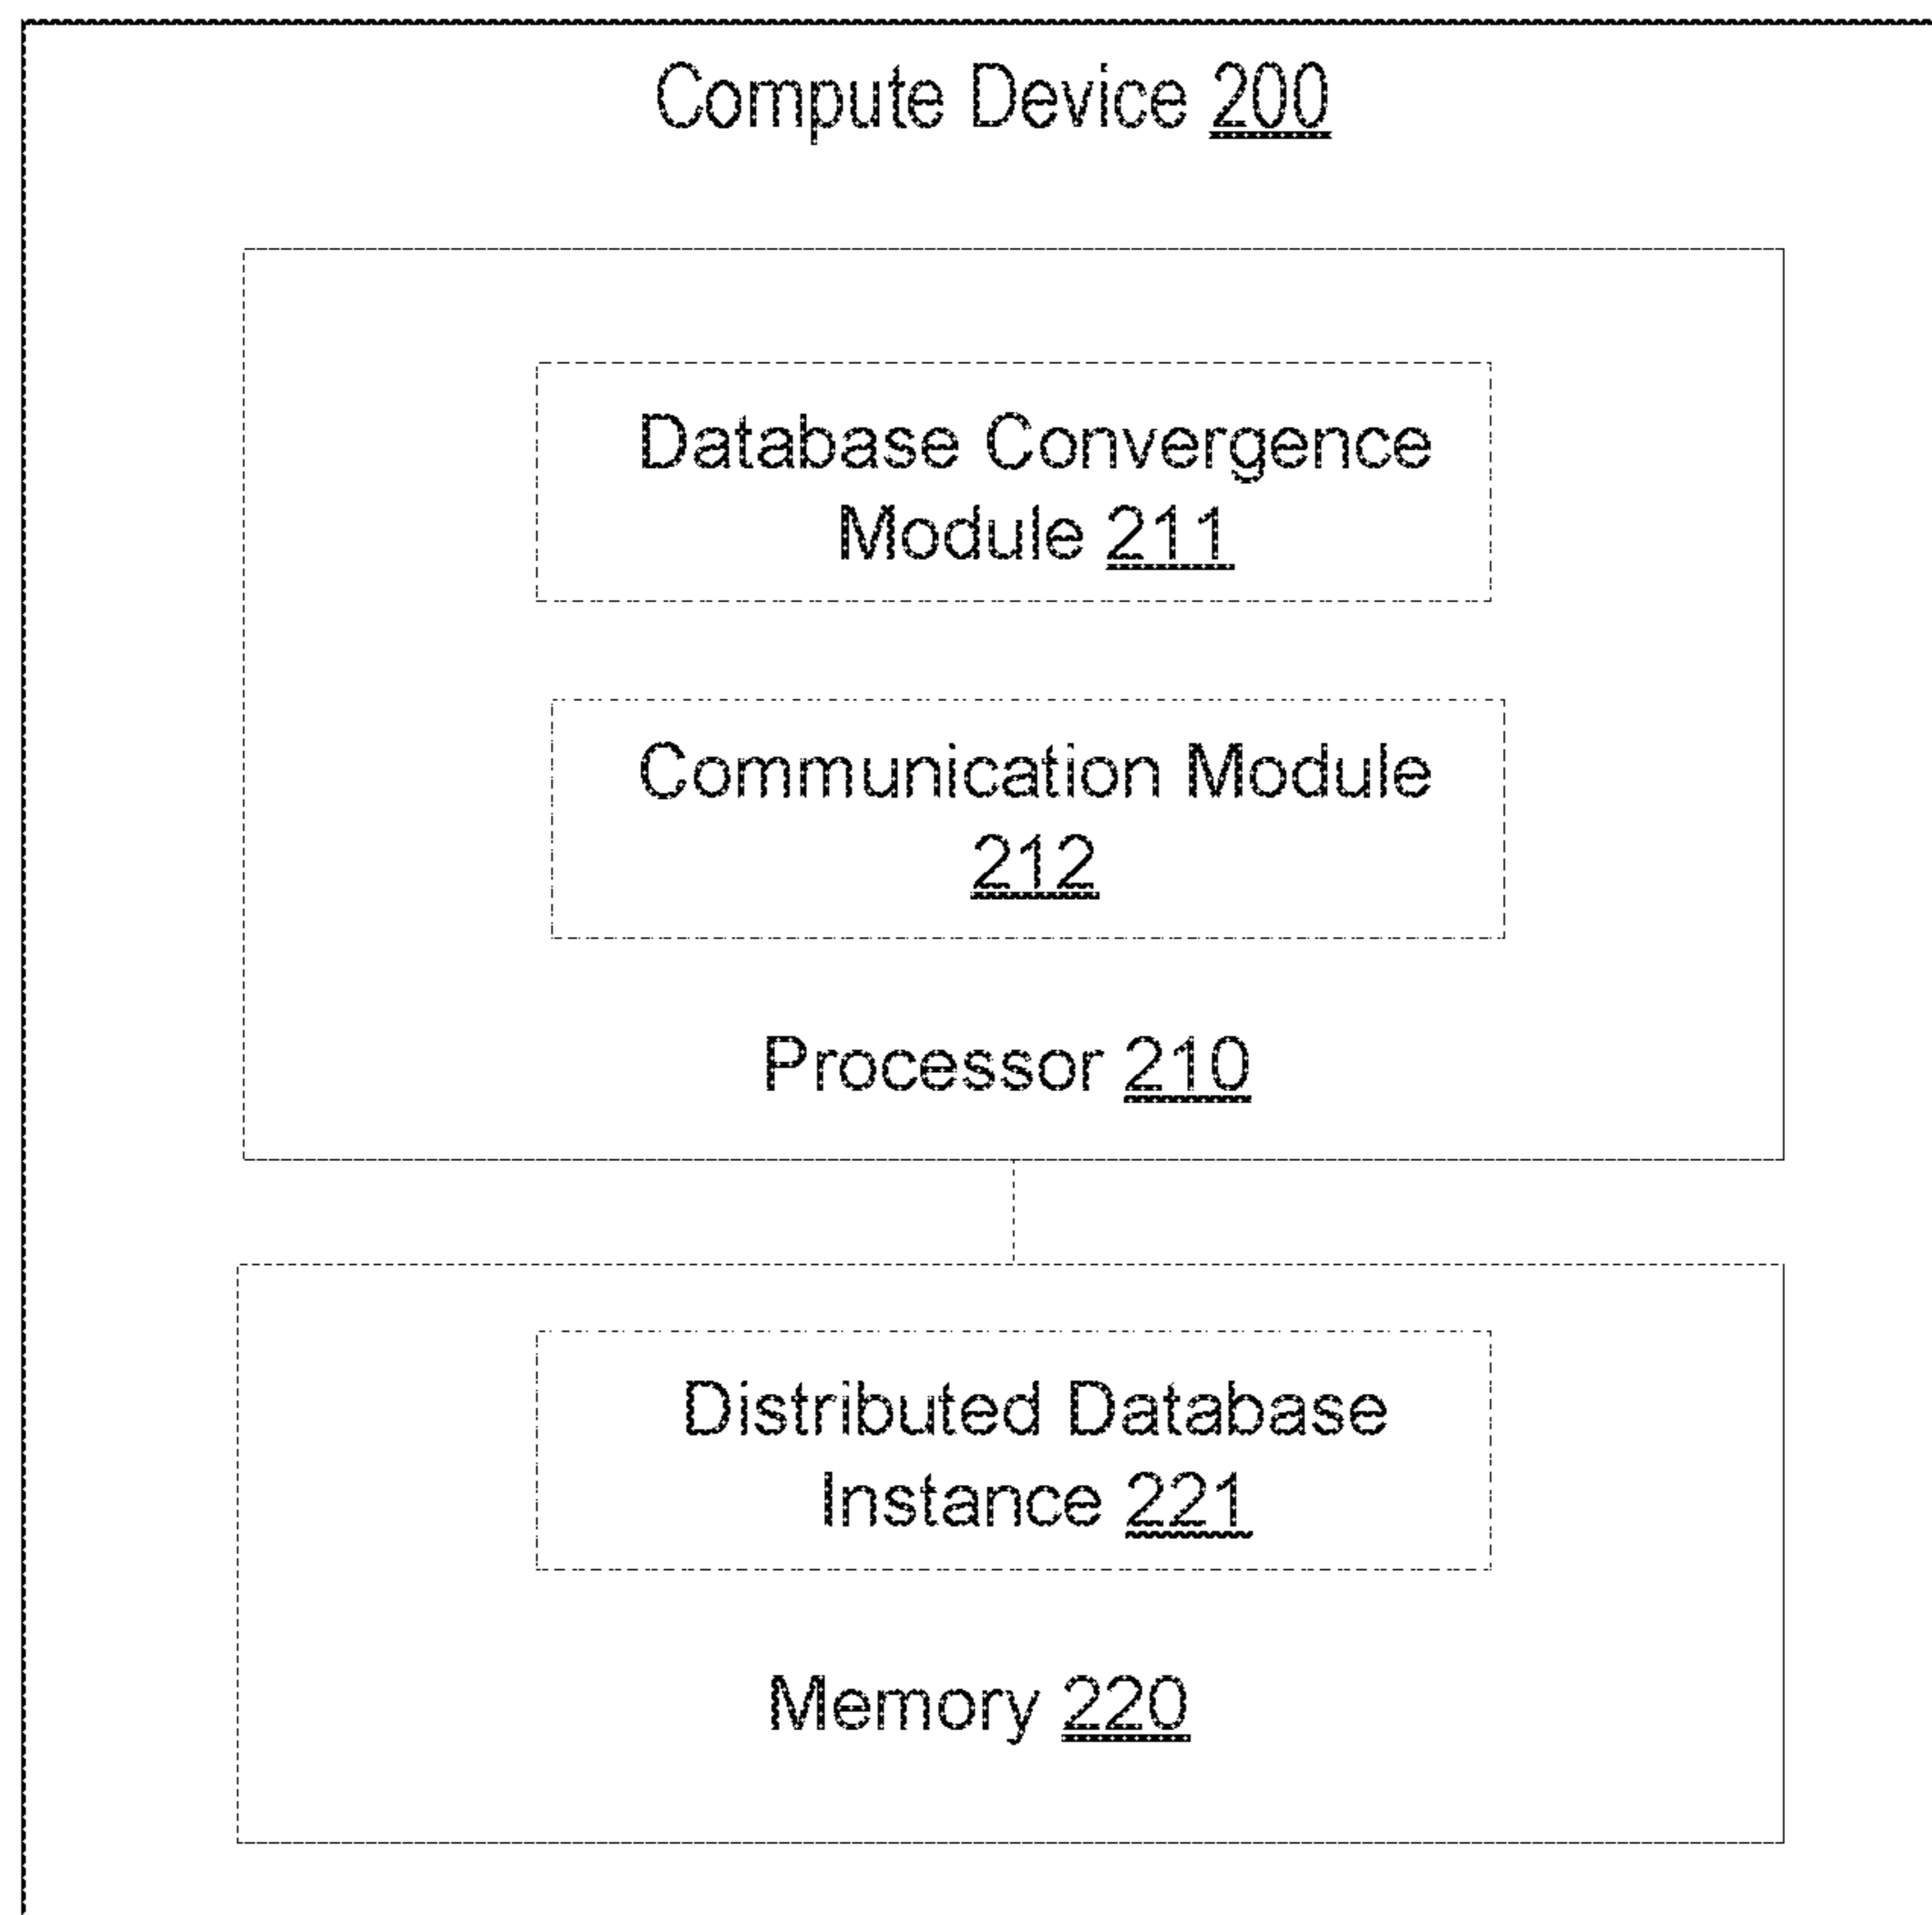 Compute Device 200
Database Convergence
Module 211
Communication Module
212
Processor 210
Distributed Database
Instance 221
Memory 220